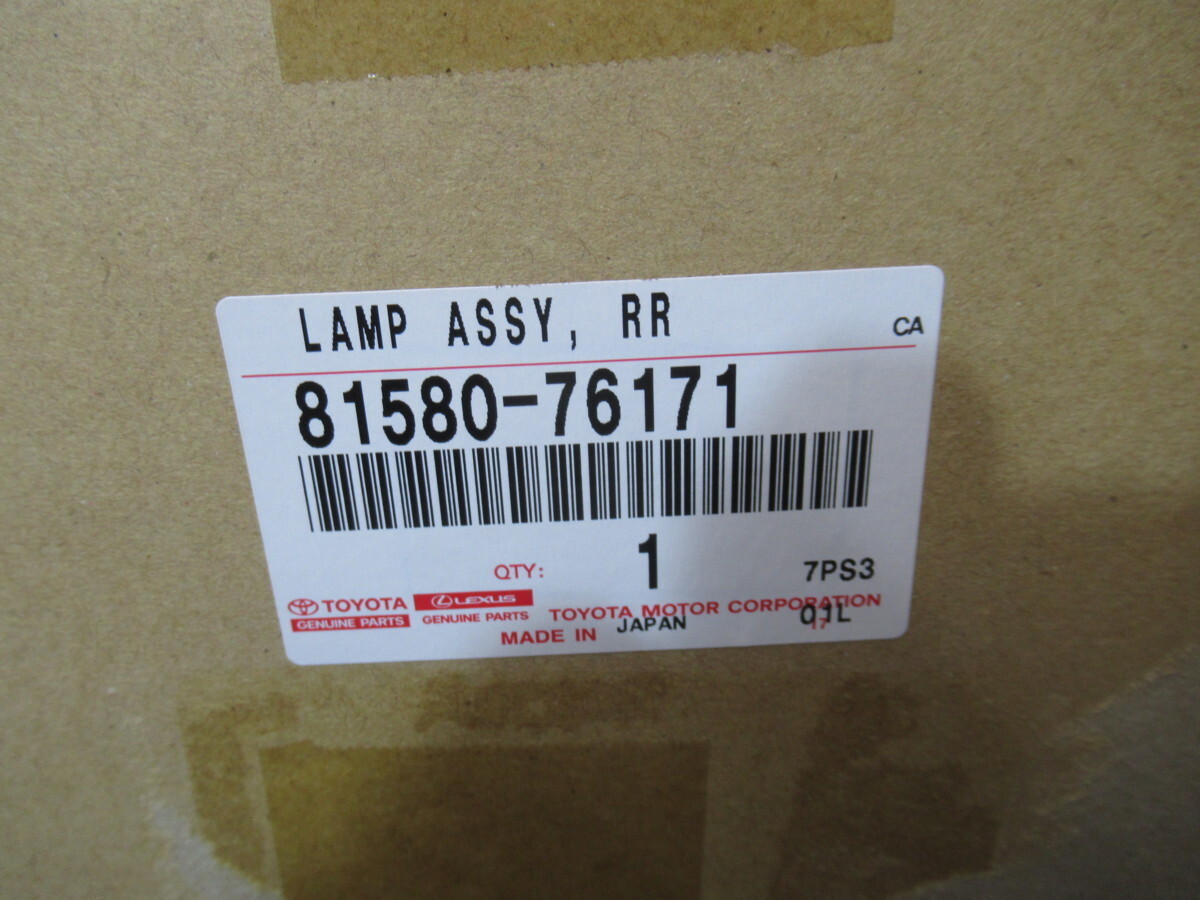 LAMP ASSY, RR
CA
81580-76171
QTY: 1 7PS3
TOYOTA LEXUS
GENUINE PARTS GENUINE PARTS TOYOTA MOTOR CORPORATION
MADE IN JAPAN 01L
17